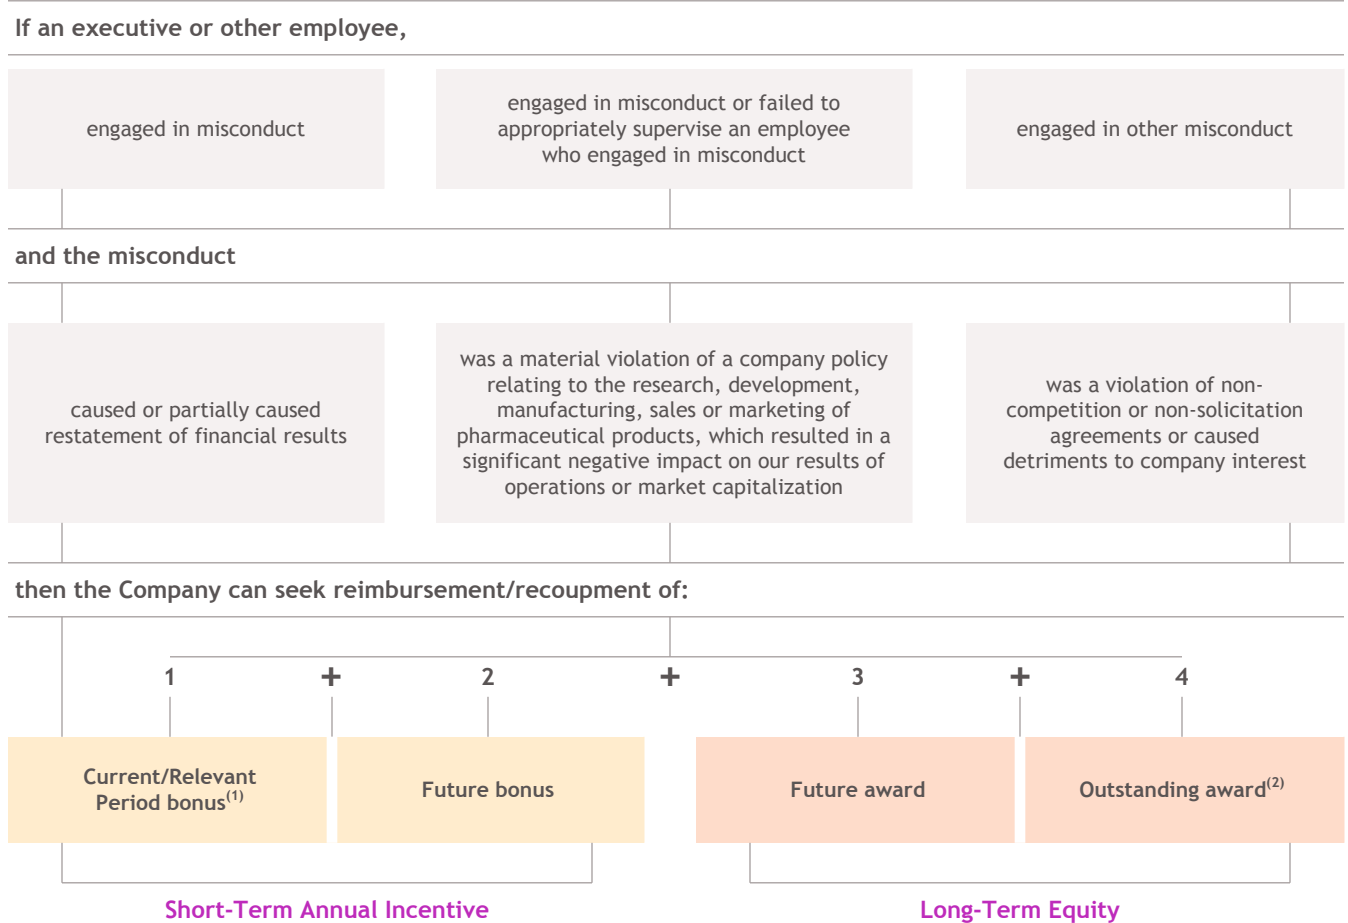 If an executive or other employee,
engaged in misconduct
engaged in misconduct or failed to
appropriately supervise an employee
who engaged in misconduct
engaged in other misconduct
and the misconduct
caused or partially caused
restatement of financial results
was a material violation of a company policy
relating to the research, development,
manufacturing, sales or marketing of
pharmaceutical products, which resulted in a
significant negative impact on our results of
operations or market capitalization
was a violation of non-
competition or non-solicitation
agreements or caused
detriments to company interest
then the Company can seek reimbursement/recoupment of:
1 + 2 + 3 + 4
Current/Relevant
Period bonus(1)
Future bonus
Future award
Outstanding award(2)
Short-Term Annual Incentive
Long-Term Equity